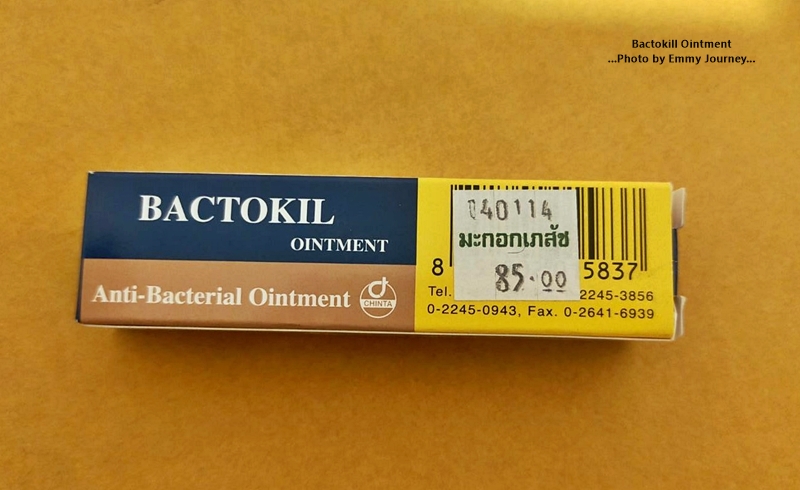 Bactokill Ointment
...Photo by Emmy Journey...
BACTOKIL
OINTMENT
Anti-Bacterial Ointment
CHINTA
040114
มะกอกเภสัช
85.00
8 5837
Tel. 2245-3856
0-2245-0943, Fax. 0-2641-6939